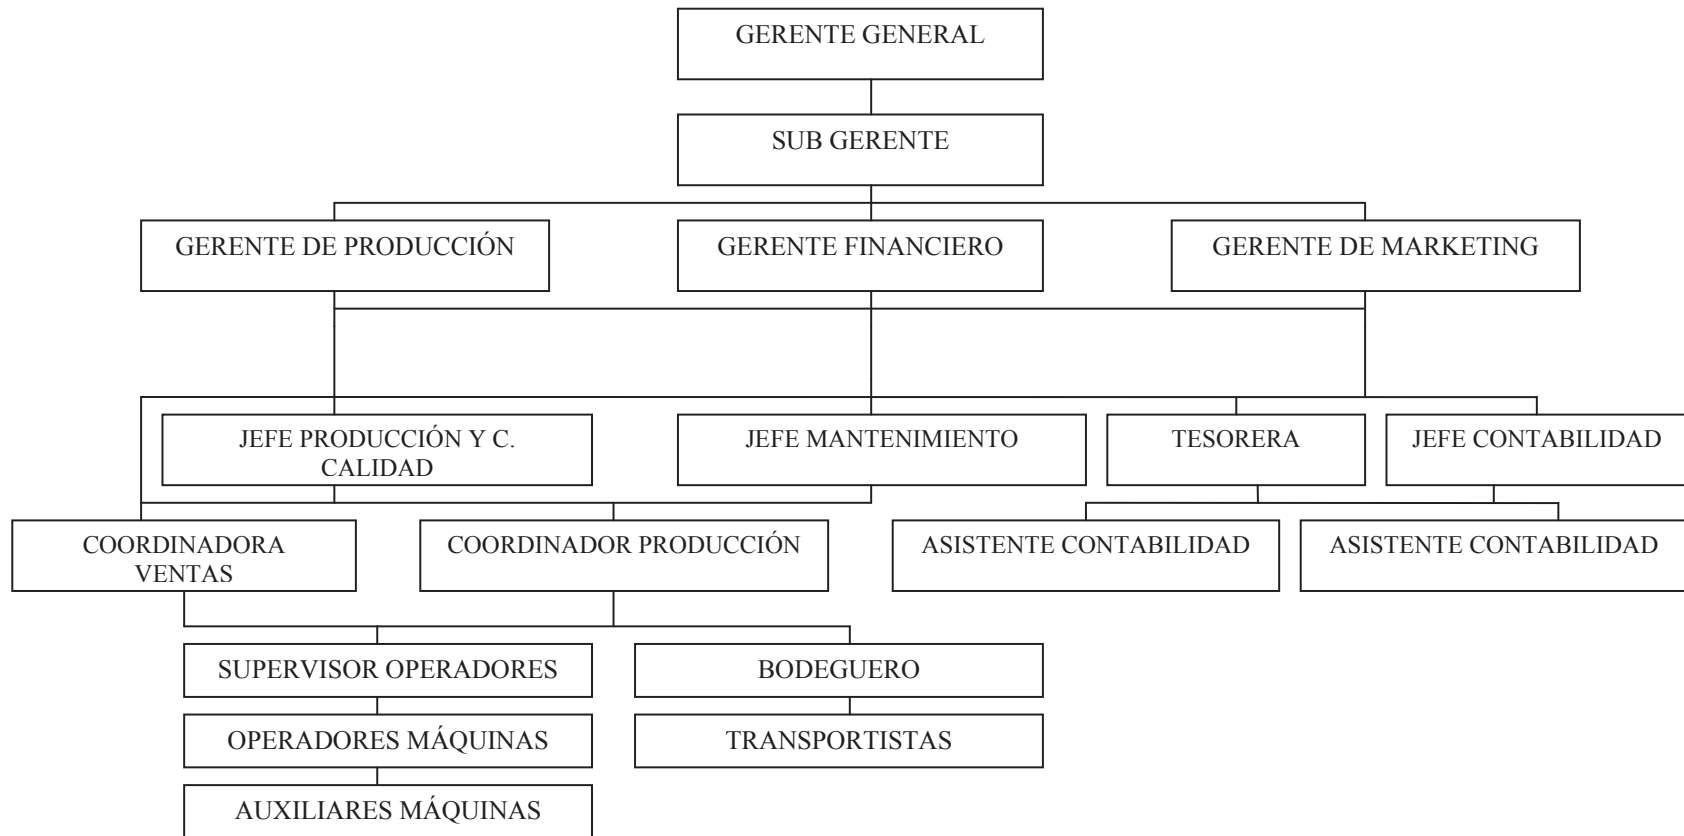 GERENTE GENERAL
SUB GERENTE
GERENTE DE PRODUCCIÓN
GERENTE FINANCIERO
GERENTE DE MARKETING
JEFE PRODUCCIÓN Y C.
CALIDAD
JEFE MANTENIMIENTO
TESORERA
JEFE CONTABILIDAD
COORDINADORA
VENTAS
COORDINADOR PRODUCCIÓN
ASISTENTE CONTABILIDAD
ASISTENTE CONTABILIDAD
SUPERVISOR OPERADORES
BODEGUERO
OPERADORES MÁQUINAS
TRANSPORTISTAS
AUXILIARES MÁQUINAS